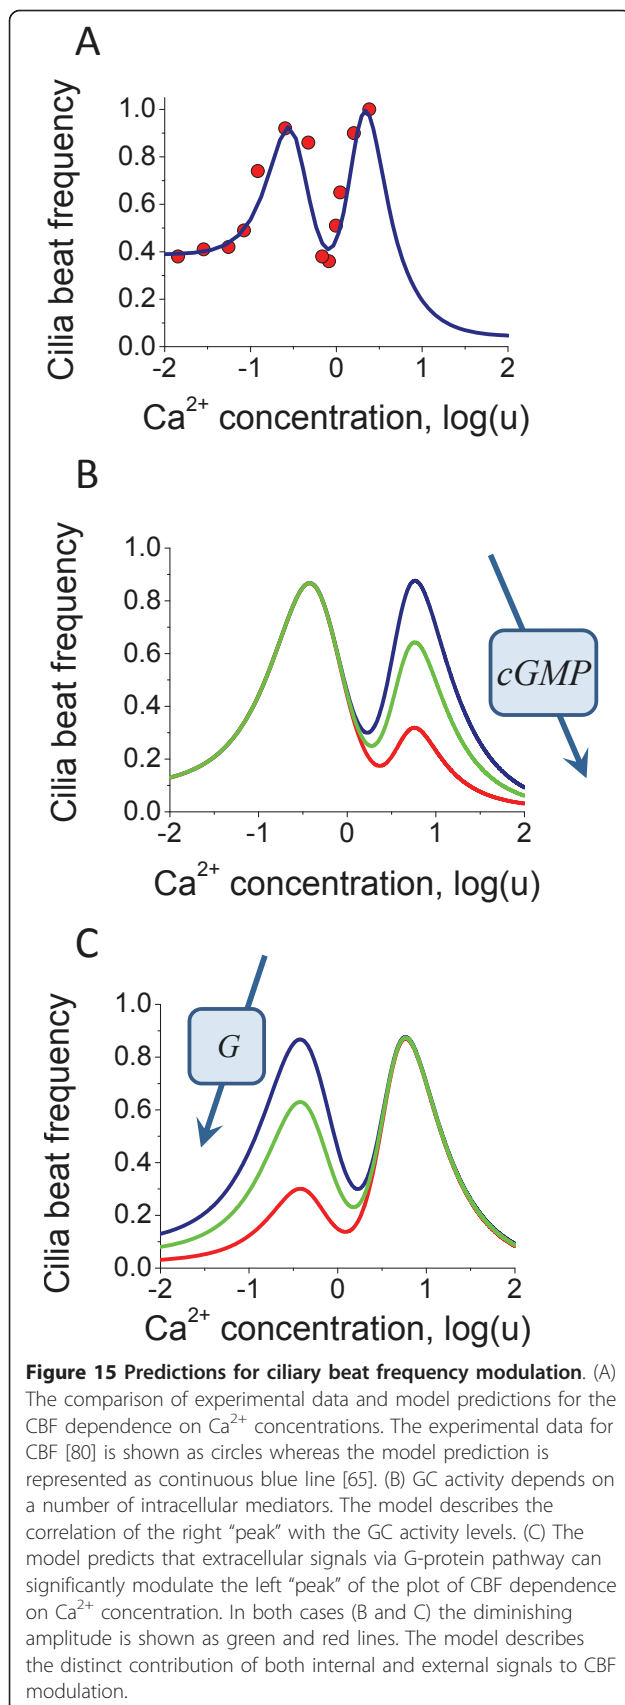 A
Cilia beat frequency
1.0
0.8
0.6
0.4
0.2
0.0
-2 -1 0 1 2
Ca²⁺ concentration, log(u)
B
Cilia beat frequency
1.0
0.8
0.6
0.4
0.2
0.0
-2 -1 0 1 2
cGMP
Ca²⁺ concentration, log(u)
C
Cilia beat frequency
1.0
0.8
0.6
0.4
0.2
0.0
-2 -1 0 1 2
G
Ca²⁺ concentration, log(u)
Figure 15 Predictions for ciliary beat frequency modulation. (A)
The comparison of experimental data and model predictions for the
CBF dependence on Ca²⁺ concentrations. The experimental data for
CBF [80] is shown as circles whereas the model prediction is
represented as continuous blue line [65]. (B) GC activity depends on
a number of intracellular mediators. The model describes the
correlation of the right “peak” with the GC activity levels. (C) The
model predicts that extracellular signals via G-protein pathway can
significantly modulate the left “peak” of the plot of CBF dependence
on Ca²⁺ concentration. In both cases (B and C) the diminishing
amplitude is shown as green and red lines. The model describes
the distinct contribution of both internal and external signals to CBF
modulation.